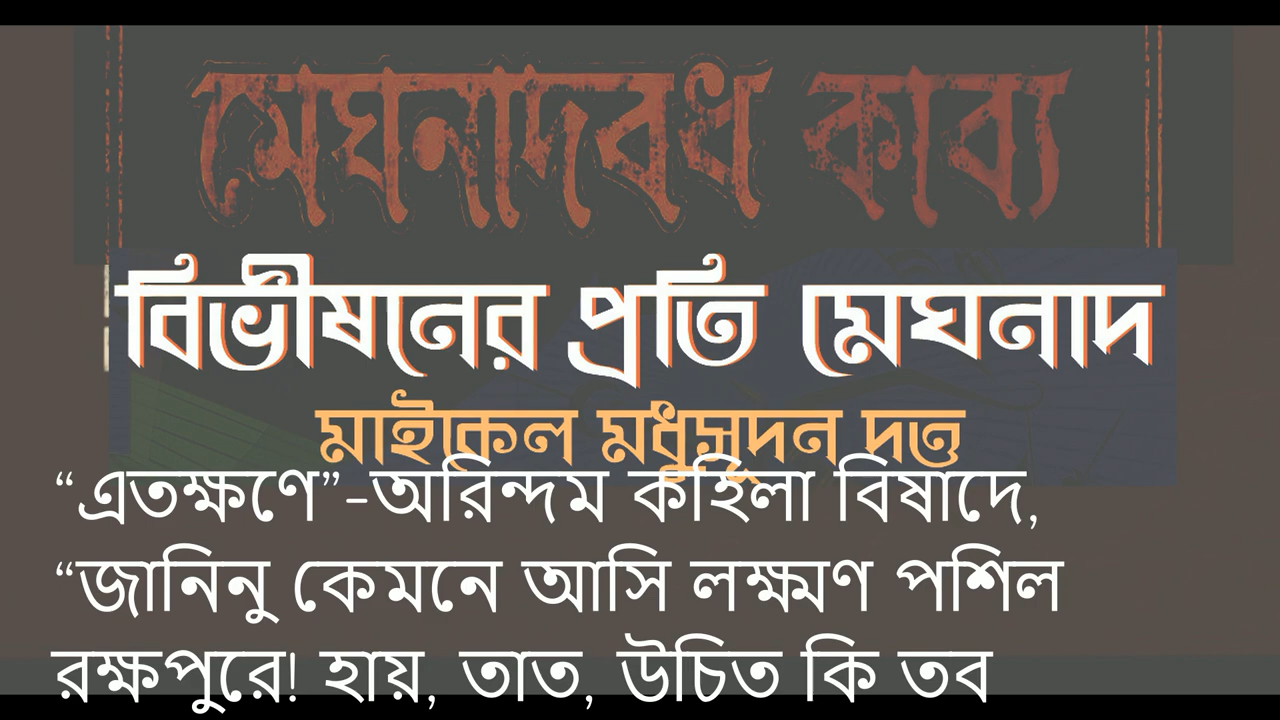 মেঘনাদবধ কাব্য
বিভীষনের প্রতি মেঘনাদ
মাইকেল মধুসুদন দত্ত
“এতক্ষণে”-অরিন্দম কহিলা বিষাদে,
“জানিনু কেমনে আসি লক্ষ্মণ পশিল
রক্ষপুরে! হায়, তাত, উচিত কি তব